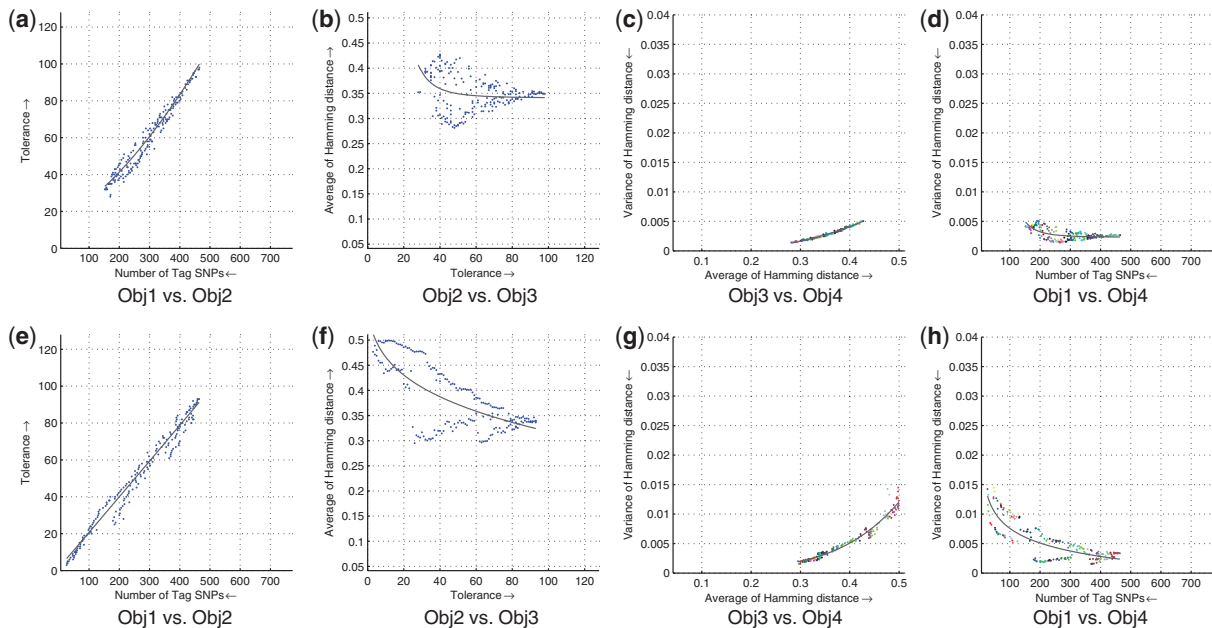 (a)
120
100
80
60
40
20
0
Tolerance →
100 200 300 400 500 600 700
Number of Tag SNPs ←
Obj1 vs. Obj2
(b)
0.5
0.45
0.4
0.35
0.3
0.25
0.2
0.15
0.1
0.05
Average of Hamming distance →
0 20 40 60 80 100 120
Tolerance →
Obj2 vs. Obj3
(c)
0.04
0.035
0.03
0.025
0.02
0.015
0.01
0.005
0
Variance of Hamming distance ←
0.1 0.2 0.3 0.4 0.5
Average of Hamming distance →
Obj3 vs. Obj4
(d)
0.04
0.035
0.03
0.025
0.02
0.015
0.01
0.005
0
Variance of Hamming distance ←
100 200 300 400 500 600 700
Number of Tag SNPs ←
Obj1 vs. Obj4
(e)
120
100
80
60
40
20
0
Tolerance →
100 200 300 400 500 600 700
Number of Tag SNPs ←
Obj1 vs. Obj2
(f)
0.5
0.45
0.4
0.35
0.3
0.25
0.2
0.15
0.1
0.05
Average of Hamming distance →
0 20 40 60 80 100 120
Tolerance →
Obj2 vs. Obj3
(g)
0.04
0.035
0.03
0.025
0.02
0.015
0.01
0.005
0
Variance of Hamming distance ←
0.1 0.2 0.3 0.4 0.5
Average of Hamming distance →
Obj3 vs. Obj4
(h)
0.04
0.035
0.03
0.025
0.02
0.015
0.01
0.005
0
Variance of Hamming distance ←
100 200 300 400 500 600 700
Number of Tag SNPs ←
Obj1 vs. Obj4